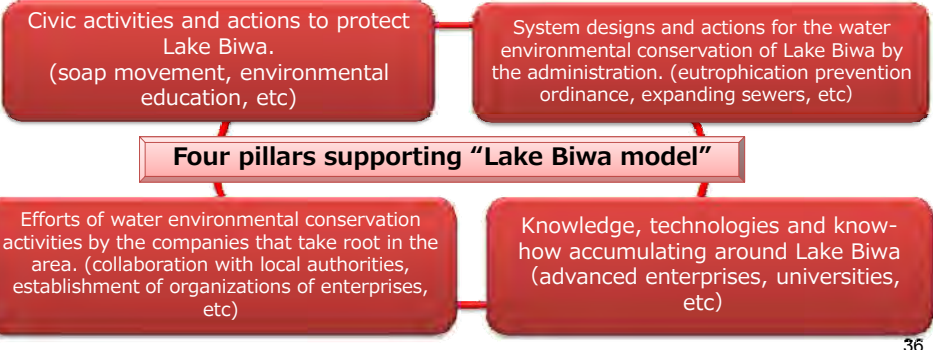 Civic activities and actions to protect
Lake Biwa.
(soap movement, environmental
education, etc)
System designs and actions for the water
environmental conservation of Lake Biwa by
the administration. (eutrophication prevention
ordinance, expanding sewers, etc)
Four pillars supporting “Lake Biwa model”
Efforts of water environmental conservation
activities by the companies that take root in the
area. (collaboration with local authorities,
establishment of organizations of enterprises,
etc)
Knowledge, technologies and know-
how accumulating around Lake Biwa
(advanced enterprises, universities,
etc)
36